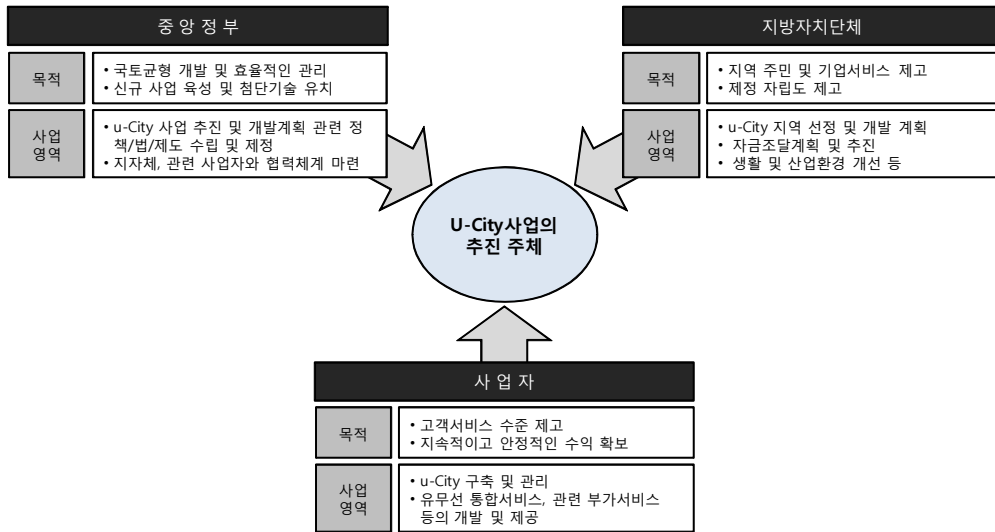 중앙정부
목적
• 국토균형 개발 및 효율적인 관리
• 신규 사업 육성 및 첨단기술 유치
사업
영역
• u-City 사업 추진 및 개발계획 관련 정
책/법/제도 수립 및 제정
• 지자체, 관련 사업자와 협력체계 마련
지방자치단체
목적
• 지역 주민 및 기업서비스 제고
• 제정 자립도 제고
사업
영역
• u-City 지역 선정 및 개발 계획
• 자금조달계획 및 추진
• 생활 및 산업환경 개선 등
U-City사업의
추진 주체
사업자
목적
• 고객서비스 수준 제고
• 지속적이고 안정적인 수익 확보
사업
영역
• u-City 구축 및 관리
• 유무선 통합서비스, 관련 부가서비스
등의 개발 및 제공